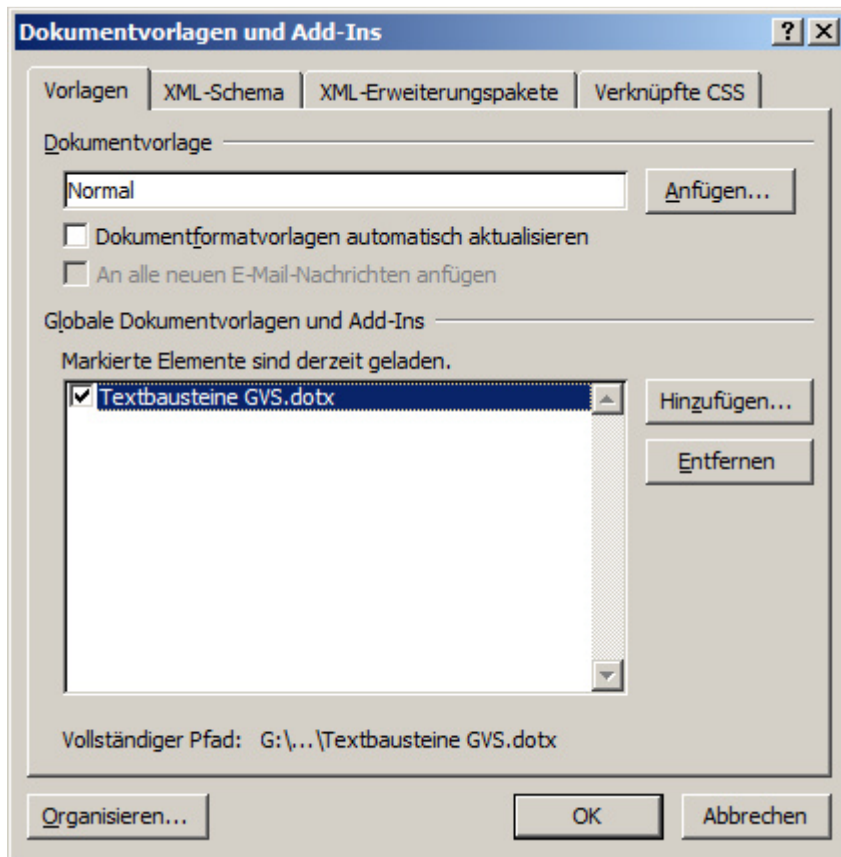 Dokumentvorlagen und Add-Ins
Vorlagen XML-Schema XML-Erweiterungspakete Verknüpfte CSS
Dokumentvorlage
Normal Anfügen...
Dokumentformatvorlagen automatisch aktualisieren
An alle neuen E-Mail-Nachrichten anfügen
Globale Dokumentvorlagen und Add-Ins
Markierte Elemente sind derzeit geladen.
Textbausteine GVS.dotx Hinzufügen...
Entfernen
Vollständiger Pfad: G:\...\Textbausteine GVS.dotx
Organisieren... OK Abbrechen